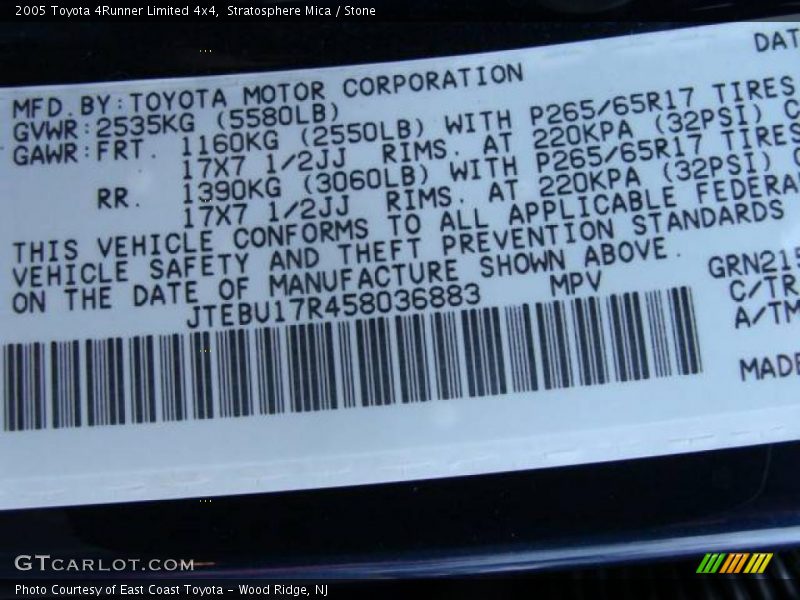 2005 Toyota 4Runner Limited 4x4, Stratosphere Mica / Stone
DAT
MFD.BY:TOYOTA MOTOR CORPORATION
GVWR:2535KG (5580LB)
GAWR:FRT. 1160KG (2550LB) WITH P265/65R17 TIRES
17X7 1/2JJ RIMS. AT 220KPA (32PSI) C
RR. 1390KG (3060LB) WITH P265/65R17 TIRES
17X7 1/2JJ RIMS. AT 220KPA (32PSI) C
THIS VEHICLE CONFORMS TO ALL APPLICABLE FEDERA
VEHICLE SAFETY AND THEFT PREVENTION STANDARDS
ON THE DATE OF MANUFACTURE SHOWN ABOVE.
JTEBU17R458036883 MPV
GRN215
C/TR
A/TM
MADE
GTCARLOT.COM
Photo Courtesy of East Coast Toyota - Wood Ridge, NJ